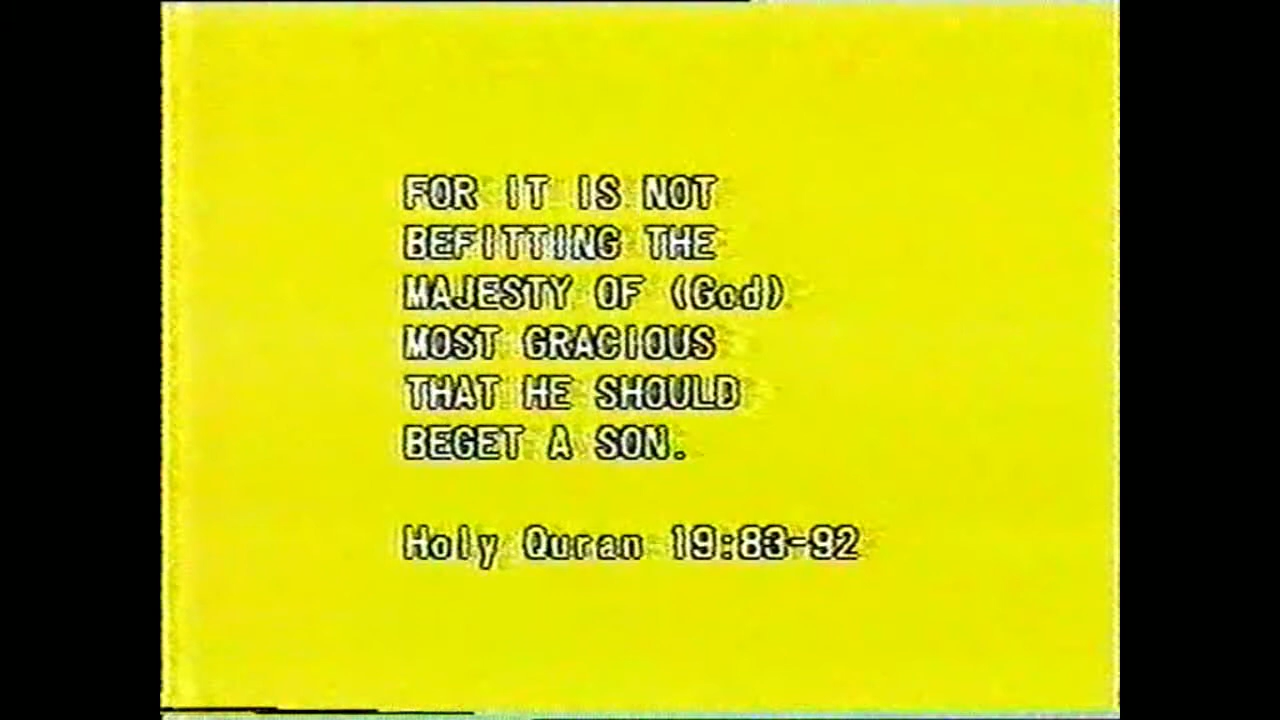 FOR IT IS NOT
BEFITTING THE
MAJESTY OF (God)
MOST GRACIOUS
THAT HE SHOULD
BEGET A SON.
Holy Quran 19:83-92